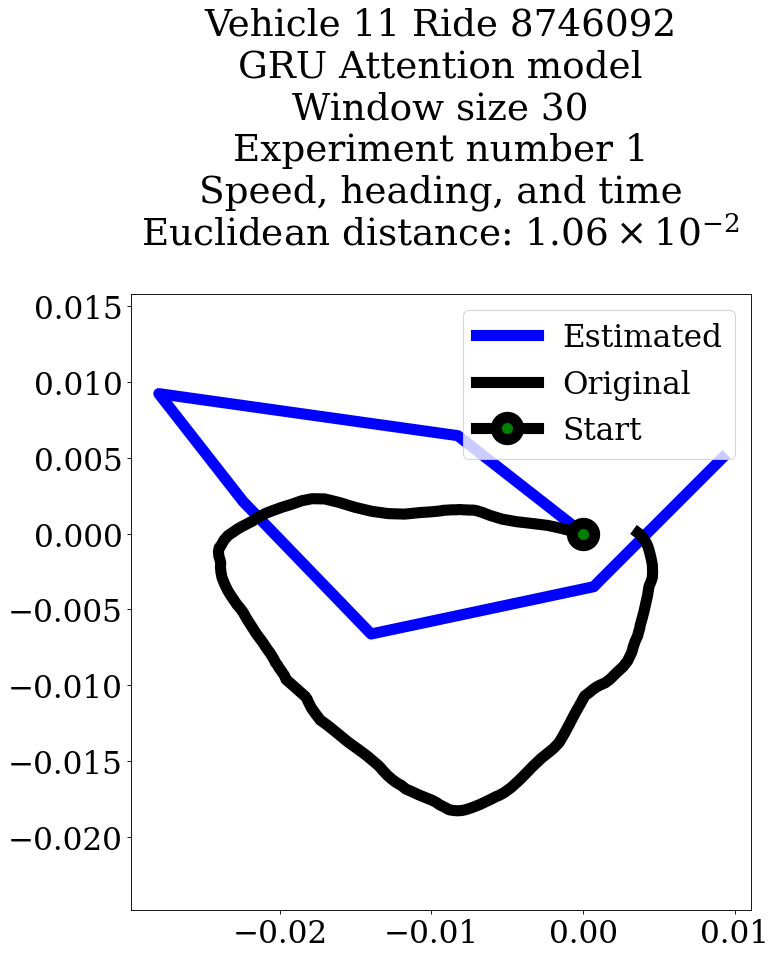 Vehicle 11 Ride 8746092
GRU Attention model
Window size 30
Experiment number 1
Speed, heading, and time
Euclidean distance: 1.06 × 10⁻²
0.015
0.010
0.005
0.000
−0.005
−0.010
−0.015
−0.020
Estimated
Original
Start
−0.02
−0.01
0.00
0.01